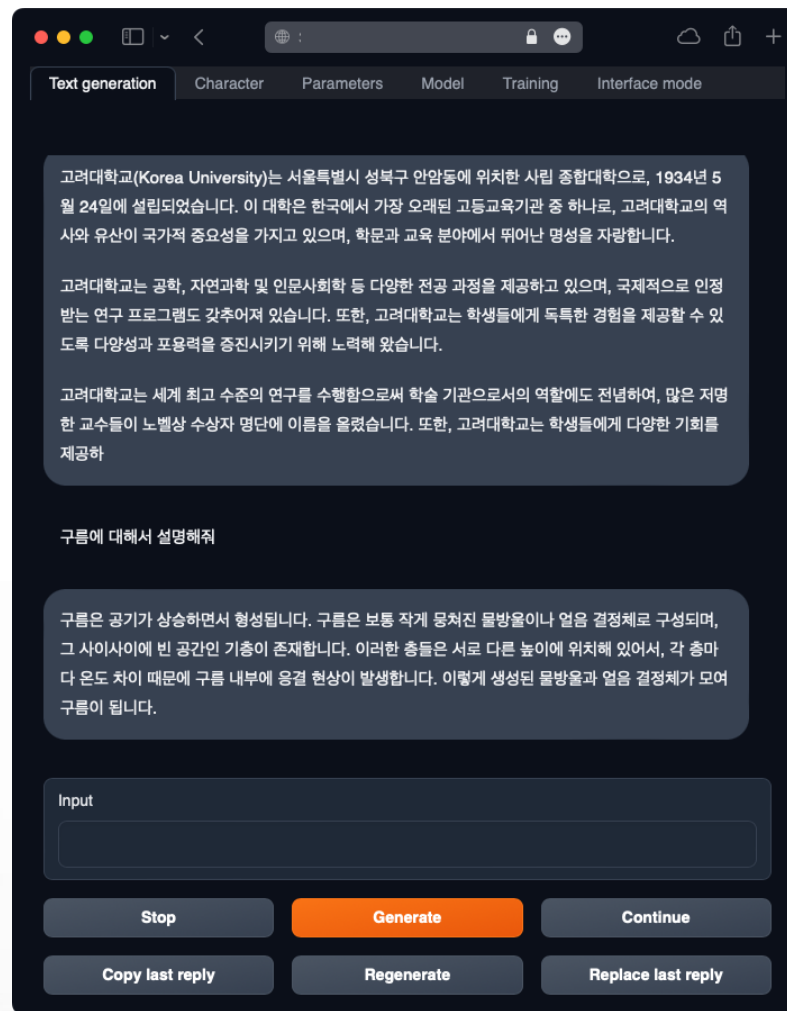 :
Text generation
Character
Parameters
Model
Training
Interface mode
고려대학교(Korea University)는 서울특별시 성북구 안암동에 위치한 사립 종합대학으로, 1934년 5
월 24일에 설립되었습니다. 이 대학은 한국에서 가장 오래된 고등교육기관 중 하나로, 고려대학교의 역
사와 유산이 국가적 중요성을 가지고 있으며, 학문과 교육 분야에서 뛰어난 명성을 자랑합니다.
고려대학교는 공학, 자연과학 및 인문사회학 등 다양한 전공 과정을 제공하고 있으며, 국제적으로 인정
받는 연구 프로그램도 갖추어져 있습니다. 또한, 고려대학교는 학생들에게 독특한 경험을 제공할 수 있
도록 다양성과 포용력을 증진시키기 위해 노력해 왔습니다.
고려대학교는 세계 최고 수준의 연구를 수행함으로써 학술 기관으로서의 역할에도 전념하여, 많은 저명
한 교수들이 노벨상 수상자 명단에 이름을 올렸습니다. 또한, 고려대학교는 학생들에게 다양한 기회를
제공하
구름에 대해서 설명해줘
구름은 공기가 상승하면서 형성됩니다. 구름은 보통 작게 뭉쳐진 물방울이나 얼음 결정체로 구성되며,
그 사이사이에 빈 공간인 기층이 존재합니다. 이러한 층들은 서로 다른 높이에 위치해 있어서, 각 층마
다 온도 차이 때문에 구름 내부에 응결 현상이 발생합니다. 이렇게 생성된 물방울과 얼음 결정체가 모여
구름이 됩니다.
Input
Stop
Generate
Continue
Copy last reply
Regenerate
Replace last reply